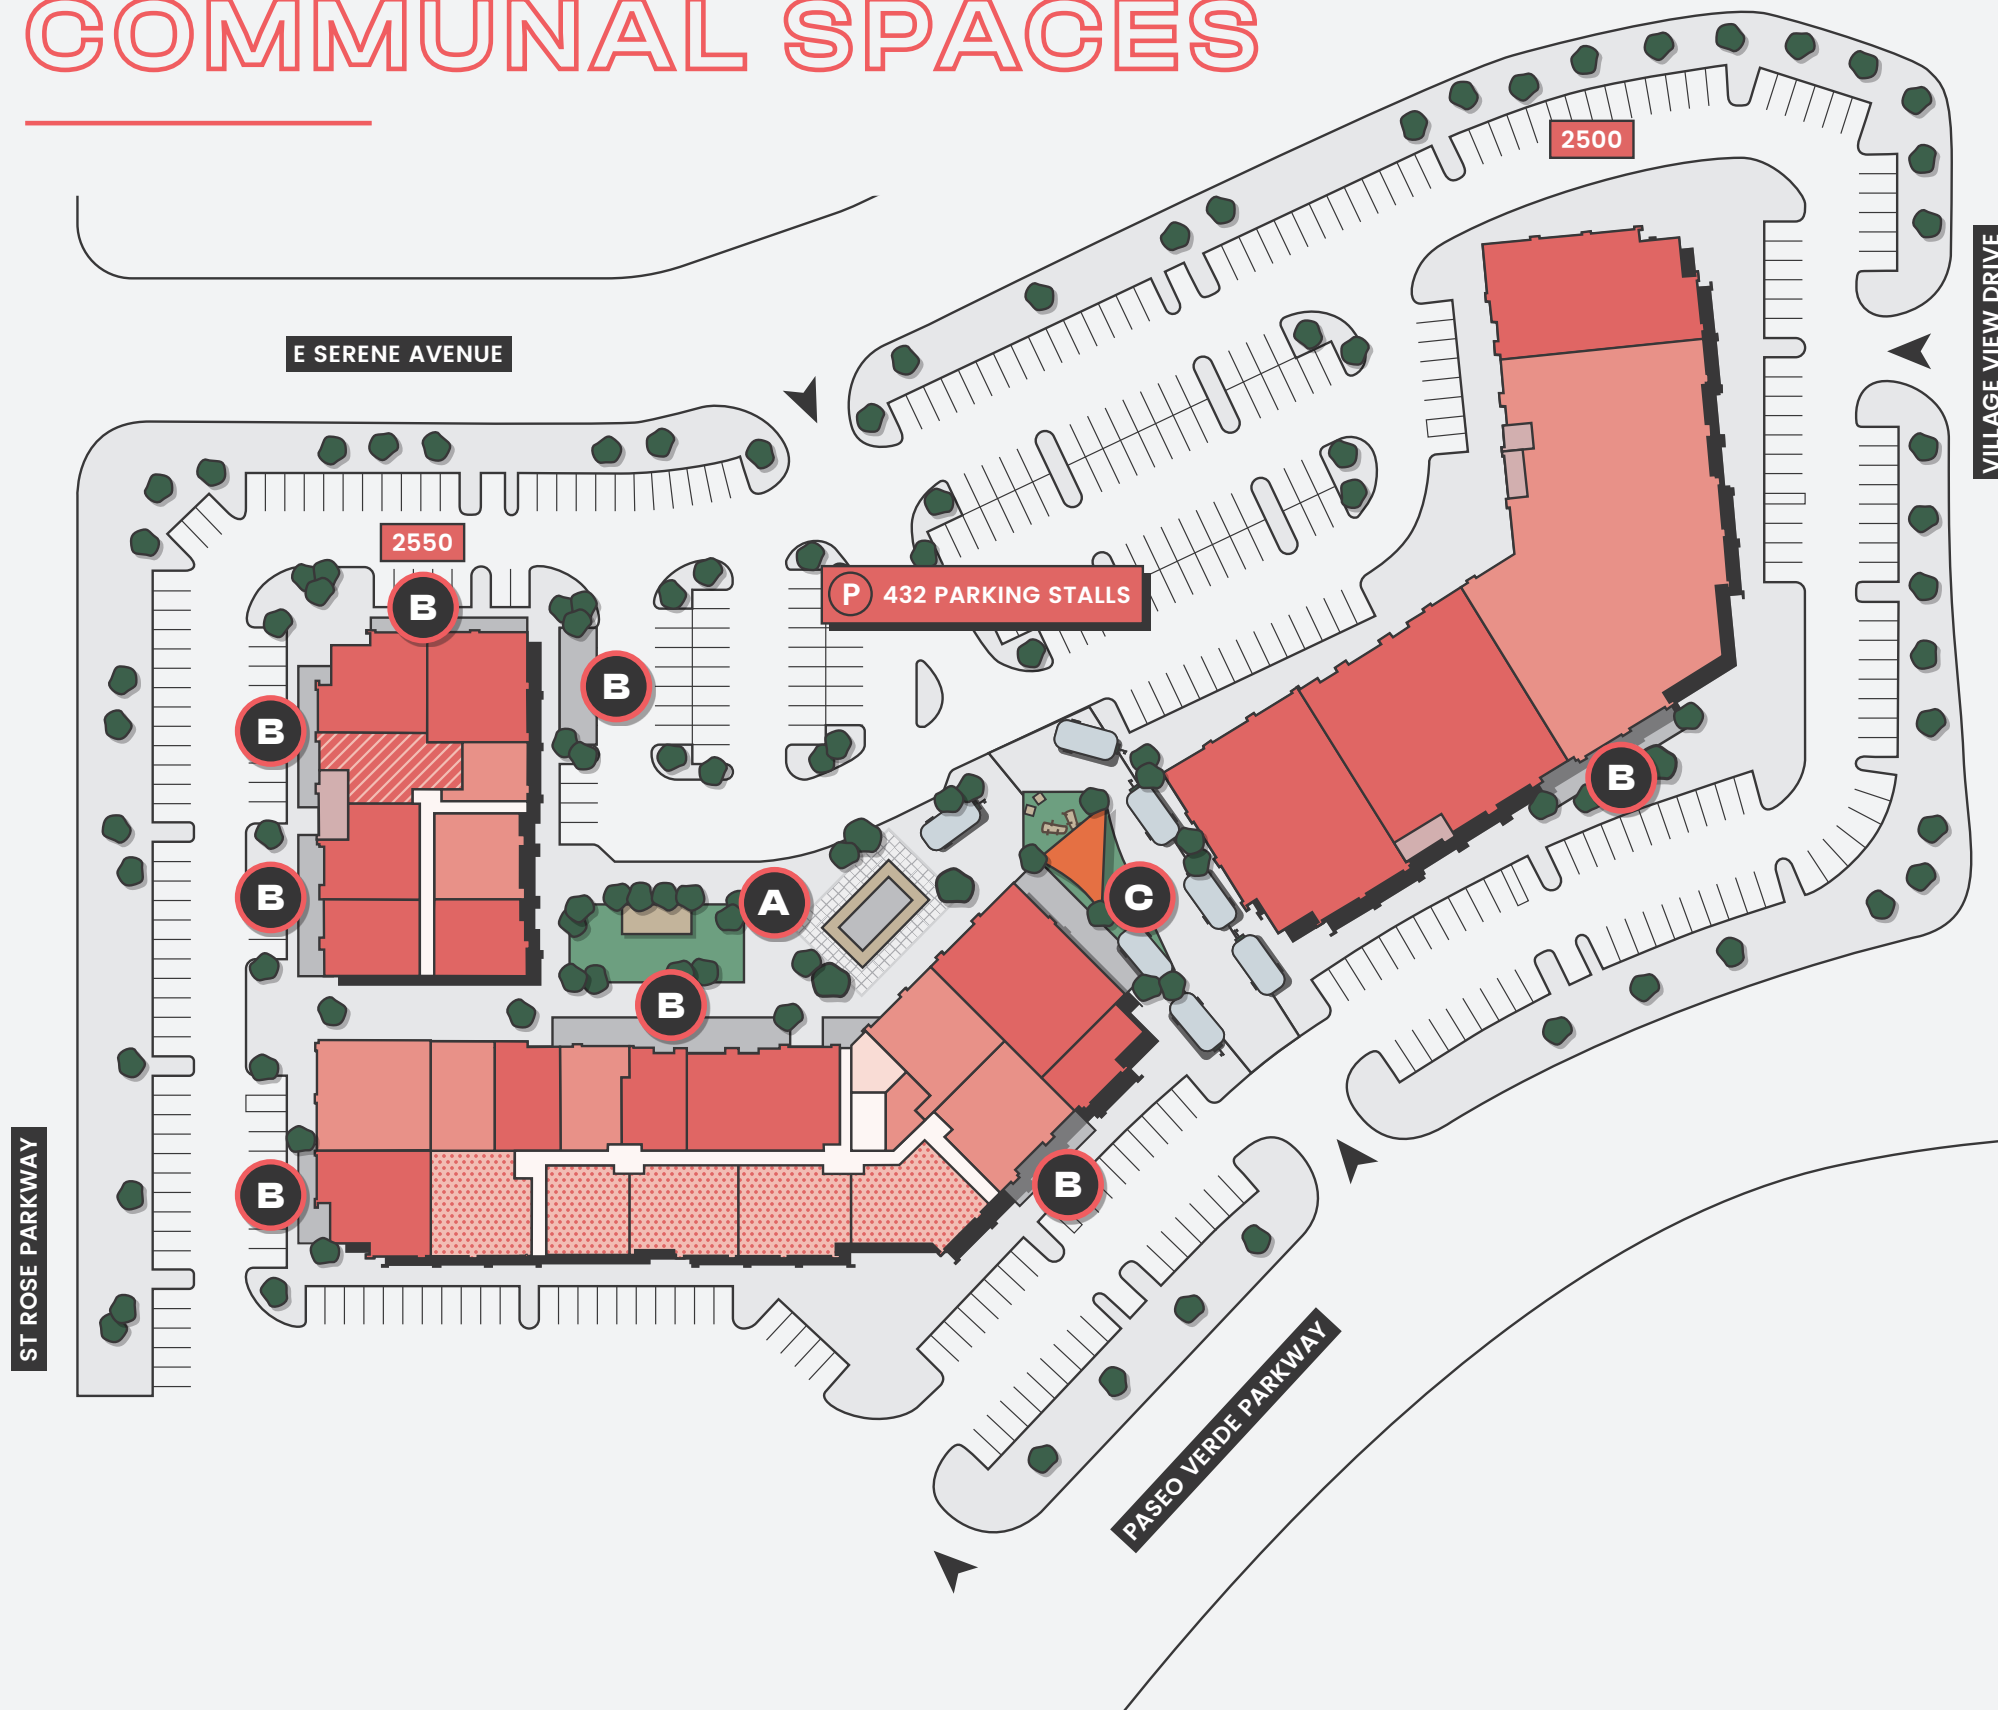 COMMUNAL SPACES
2500
VILLAGE VIEW DRIVE
E SERENE AVENUE
2550
P 432 PARKING STALLS
B
B
B
B
A
C
B
B
B
B
ST ROSE PARKWAY
PASEO VERDE PARKWAY